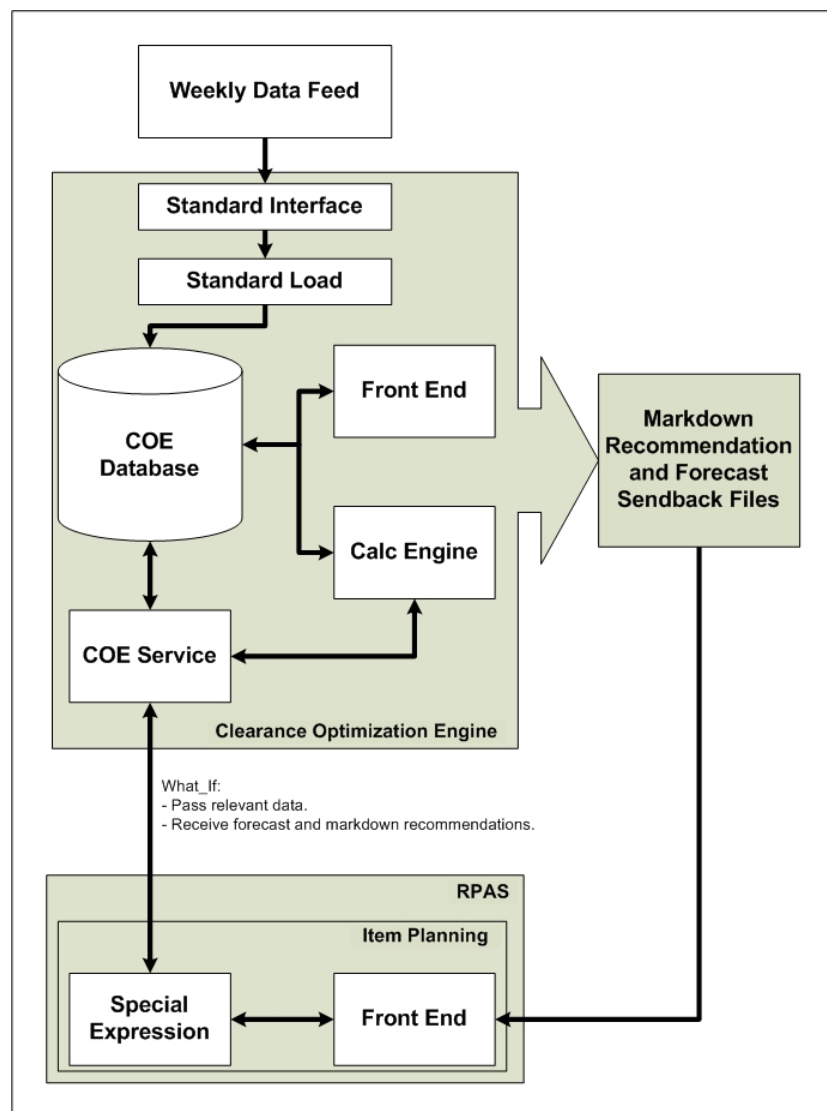 Weekly Data Feed
Standard Interface
Standard Load
COE
Database
Front End
Calc Engine
COE Service
Clearance Optimization Engine
Markdown
Recommendation
and Forecast
Sendback Files
What_If:
- Pass relevant data.
- Receive forecast and markdown recommendations.
RPAS
Item Planning
Special
Expression
Front End